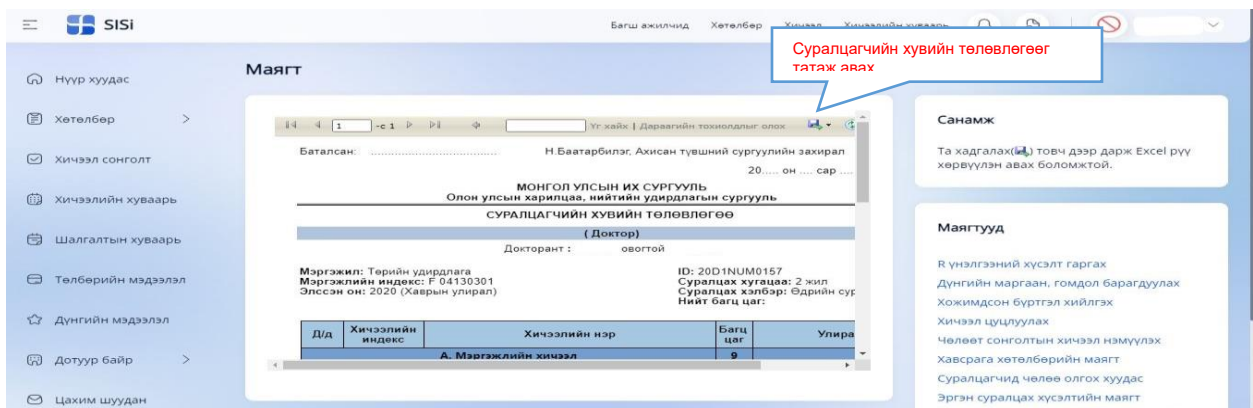 SISi
Багш ажилчид Хөтөлбөр Хичээл Хичээлийн хуваарь
Суралцагчийн хувийн төлөвлөгөөг
татаж авах
Нүүр хуудас
Хөтөлбөр
Хичээл сонголт
Хичээлийн хуваарь
Шалгалтын хуваарь
Төлбөрийн мэдээлэл
Дүнгийн мэдээлэл
Дотуур байр
Цахим шуудан
Маягт
1 -с 1 Үг хайх | Дараагийн тохиолдлыг олох
Баталсан: .................................... Н.Баатарбилэг, Ахисан түвшний сургуулийн захирал
20..... он .... сар ....
МОНГОЛ УЛСЫН ИХ СУРГУУЛЬ
Олон улсын харилцаа, нийтийн удирдлагын сургууль
СУРАЛЦАГЧИЙН ХУВИЙН ТӨЛӨВЛӨГӨӨ
( Доктор)
Докторант : овогтой
Мэргэжил: Төрийн удирдлага
Мэргэжлийн индекс: F 04130301
Элссэн он: 2020 (Хаврын улирал)
ID: 20D1NUM0157
Суралцах хугацаа: 2 жил
Суралцах хэлбэр: Өдрийн сур
Нийт багц цаг:
Д/д Хичээлийн индекс Хичээлийн нэр Багц цаг Улира
А. Мэргэжлийн хичээл 9
Санамж
Та хадгалах( ) товч дээр дарж Excel рүү
хөрвүүлэн авах боломжтой.
Маягтууд
R үнэлгээний хүсэлт гаргах
Дүнгийн маргаан, гомдол барагдуулах
Хожимдсон бүртгэл хийлгэх
Хичээл цуцлуулах
Чөлөөт сонголтын хичээл нэмүүлэх
Хавсрага хөтөлбөрийн маягт
Суралцагчид чөлөө олгох хуудас
Эргэн суралцах хүсэлтийн маягт